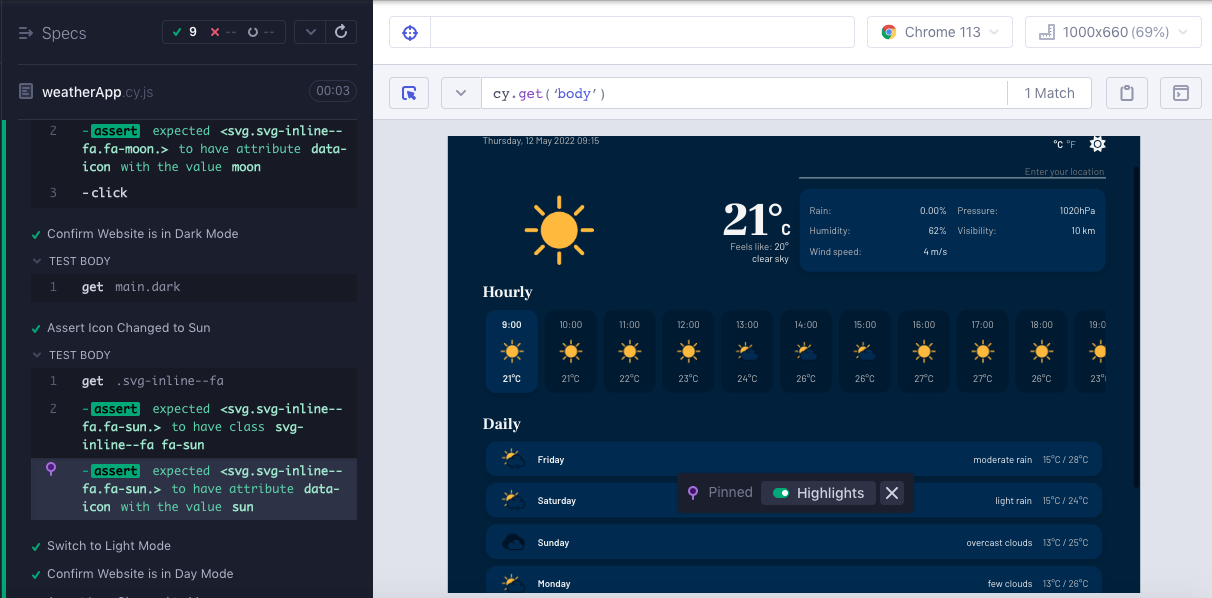 Specs
9 -- --
weatherApp.cy.js 00:03
2 -assert expected <svg.svg-inline--
fa.fa-moon.> to have attribute data-
icon with the value moon
3 -click
Confirm Website is in Dark Mode
TEST BODY
1 get main.dark
Assert Icon Changed to Sun
TEST BODY
1 get .svg-inline--fa
2 -assert expected <svg.svg-inline--
fa.fa-sun.> to have class svg-
inline--fa fa-sun
-assert expected <svg.svg-inline--
fa.fa-sun.> to have attribute data-
icon with the value sun
Switch to Light Mode
Confirm Website is in Day Mode
Chrome 113
1000x660 (69%)
cy.get(‘body’)
1 Match
Thursday, 12 May 2022 09:15
°C °F
Enter your location
21°C
Feels like: 20°
clear sky
Rain: 0.00% Pressure: 1020hPa
Humidity: 62% Visibility: 10 km
Wind speed: 4 m/s
Hourly
9:00 10:00 11:00 12:00 13:00 14:00 15:00 16:00 17:00 18:00 19:0
21°C 21°C 22°C 23°C 24°C 26°C 26°C 27°C 27°C 26°C 23°
Daily
Friday moderate rain 15°C / 28°C
Saturday light rain 15°C / 24°C
Pinned Highlights
Sunday overcast clouds 13°C / 25°C
Monday few clouds 13°C / 26°C